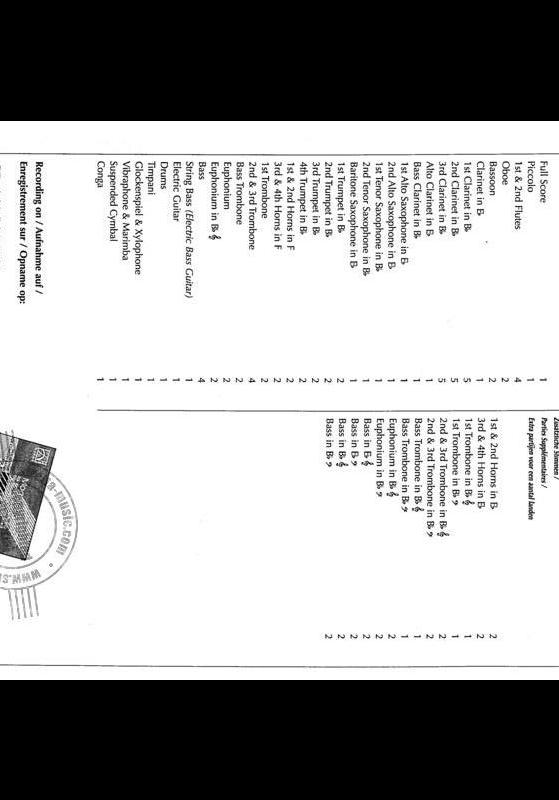 Full Score 1
Piccolo 1
1st & 2nd Flutes 4
Oboe 2
Bassoon 2
Clarinet in E♭ 1
1st Clarinet in B♭ 5
2nd Clarinet in B♭ 5
3rd Clarinet in B♭ 5
Alto Clarinet in E♭ 1
Bass Clarinet in B♭ 1
1st Alto Saxophone in E♭ 1
2nd Alto Saxophone in E♭ 1
1st Tenor Saxophone in B♭ 1
2nd Tenor Saxophone in B♭ 1
Baritone Saxophone in E♭ 1
1st Trumpet in B♭ 2
2nd Trumpet in B♭ 2
3rd Trumpet in B♭ 2
4th Trumpet in B♭ 2
1st & 2nd Horns in F 2
3rd & 4th Horns in F 2
1st Trombone 2
2nd & 3rd Trombone 4
Bass Trombone 2
Euphonium 2
Euphonium in B♭ 𝄞 2
Bass 4
String Bass (Electric Bass Guitar) 1
Electric Guitar 1
Drums 1
Timpani 1
Glockenspiel & Xylophone 1
Vibraphone & Marimba 1
Suspended Cymbal 1
Conga 1
Zusätzliche Stimmen /
Parties Supplémentaires /
Extra partijen voor een aantal landen
1st & 2nd Horns in E♭ 2
3rd & 4th Horns in E♭ 2
1st Trombone in B♭ 𝄞 1
1st Trombone in B♭ 𝄢 1
2nd & 3rd Trombone in B♭ 𝄞 2
2nd & 3rd Trombone in B♭ 𝄢 2
Bass Trombone in B♭ 𝄞 1
Bass Trombone in B♭ 𝄢 1
Euphonium in B♭ 𝄞 2
Euphonium in B♭ 𝄢 2
Bass in E♭ 𝄞 2
Bass in E♭ 𝄢 2
Bass in B♭ 𝄞 2
Bass in B♭ 𝄢 2
Recording on / Aufnahme auf /
Enregistrement sur / Opname op:
-music.com
www.s